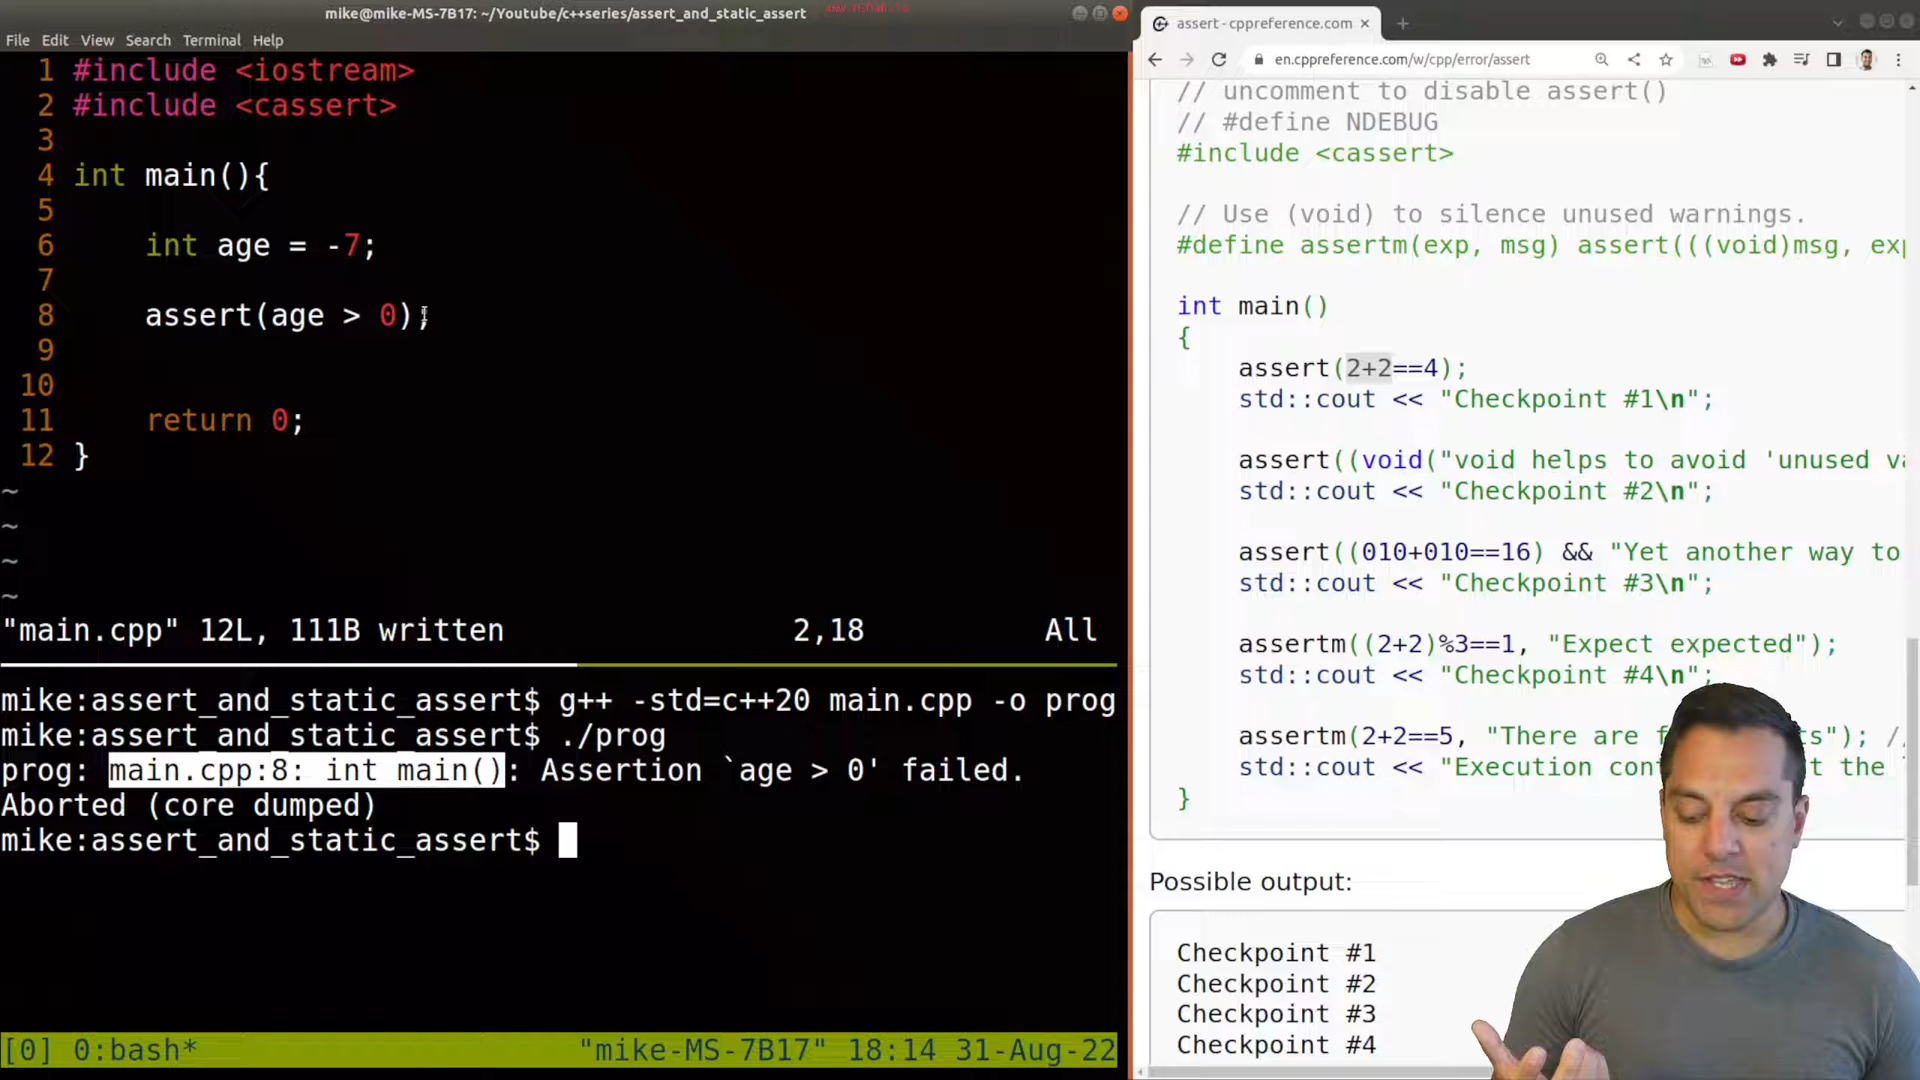 mike@mike-MS-7B17: ~/Youtube/c++series/assert_and_static_assert
File Edit View Search Terminal Help
1 #include <iostream>
2 #include <cassert>
3
4 int main(){
5
6 int age = -7;
7
8 assert(age > 0);
9
10
11 return 0;
12 }
~
~
~
~
"main.cpp" 12L, 111B written 2,18 All
mike:assert_and_static_assert$ g++ -std=c++20 main.cpp -o prog
mike:assert_and_static_assert$ ./prog
prog: main.cpp:8: int main(): Assertion `age > 0' failed.
Aborted (core dumped)
mike:assert_and_static_assert$
[0] 0:bash* "mike-MS-7B17" 18:14 31-Aug-22
assert - cppreference.com
en.cppreference.com/w/cpp/error/assert
// uncomment to disable assert()
// #define NDEBUG
#include <cassert>
// Use (void) to silence unused warnings.
#define assertm(exp, msg) assert(((void)msg, exp
int main()
{
assert(2+2==4);
std::cout << "Checkpoint #1\n";
assert((void("void helps to avoid 'unused va
std::cout << "Checkpoint #2\n";
assert((010+010==16) && "Yet another way to
std::cout << "Checkpoint #3\n";
assertm((2+2)%3==1, "Expect expected");
std::cout << "Checkpoint #4\n";
assertm(2+2==5, "There are f ts"); //
std::cout << "Execution con t the
}
Possible output:
Checkpoint #1
Checkpoint #2
Checkpoint #3
Checkpoint #4